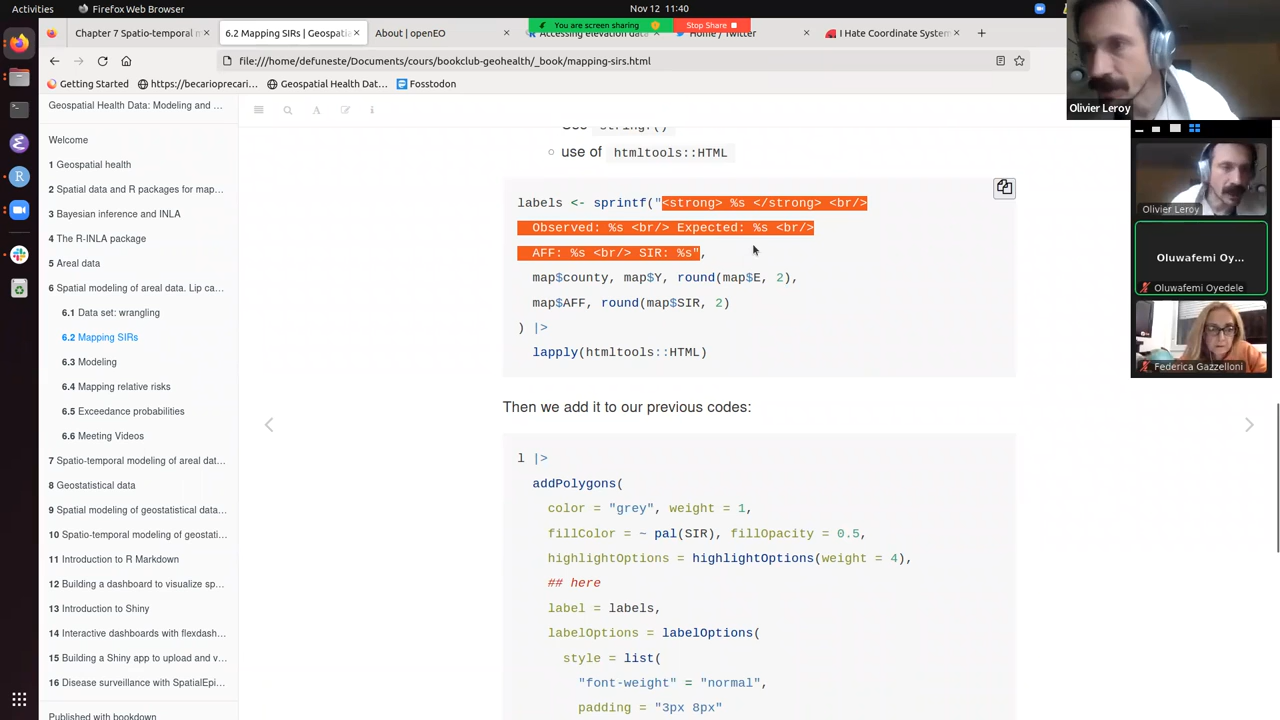 Activities
Firefox Web Browser
Nov 12 11:40
You are screen sharing
Stop Share
Chapter 7 Spatio-temporal m
6.2 Mapping SIRs | Geospatia
About | openEO
Accessing elevation data
Home / Twitter
I Hate Coordinate System
file:///home/defuneste/Documents/cours/bookclub-geohealth/_book/mapping-sirs.html
Getting Started
https://becarioprecari...
Geospatial Health Dat...
Fosstodon
Olivier Leroy
Geospatial Health Data: Modeling and ...
Welcome
1 Geospatial health
2 Spatial data and R packages for map...
3 Bayesian inference and INLA
4 The R-INLA package
5 Areal data
6 Spatial modeling of areal data. Lip ca...
6.1 Data set: wrangling
6.2 Mapping SIRs
6.3 Modeling
6.4 Mapping relative risks
6.5 Exceedance probabilities
6.6 Meeting Videos
7 Spatio-temporal modeling of areal dat...
8 Geostatistical data
9 Spatial modeling of geostatistical data...
10 Spatio-temporal modeling of geostati...
11 Introduction to R Markdown
12 Building a dashboard to visualize sp...
13 Introduction to Shiny
14 Interactive dashboards with flexdash...
15 Building a Shiny app to upload and v...
16 Disease surveillance with SpatialEpi...
Published with bookdown
use of htmltools::HTML
labels <- sprintf("<strong> %s </strong> <br/>
Observed: %s <br/> Expected: %s <br/>
AFF: %s <br/> SIR: %s",
map$county, map$Y, round(map$E, 2),
map$AFF, round(map$SIR, 2)
) |>
lapply(htmltools::HTML)
Then we add it to our previous codes:
l |>
addPolygons(
color = "grey", weight = 1,
fillColor = ~ pal(SIR), fillOpacity = 0.5,
highlightOptions = highlightOptions(weight = 4),
## here
label = labels,
labelOptions = labelOptions(
style = list(
"font-weight" = "normal",
padding = "3px 8px"
Olivier Leroy
Oluwafemi Oy...
Oluwafemi Oyedele
Federica Gazzelloni